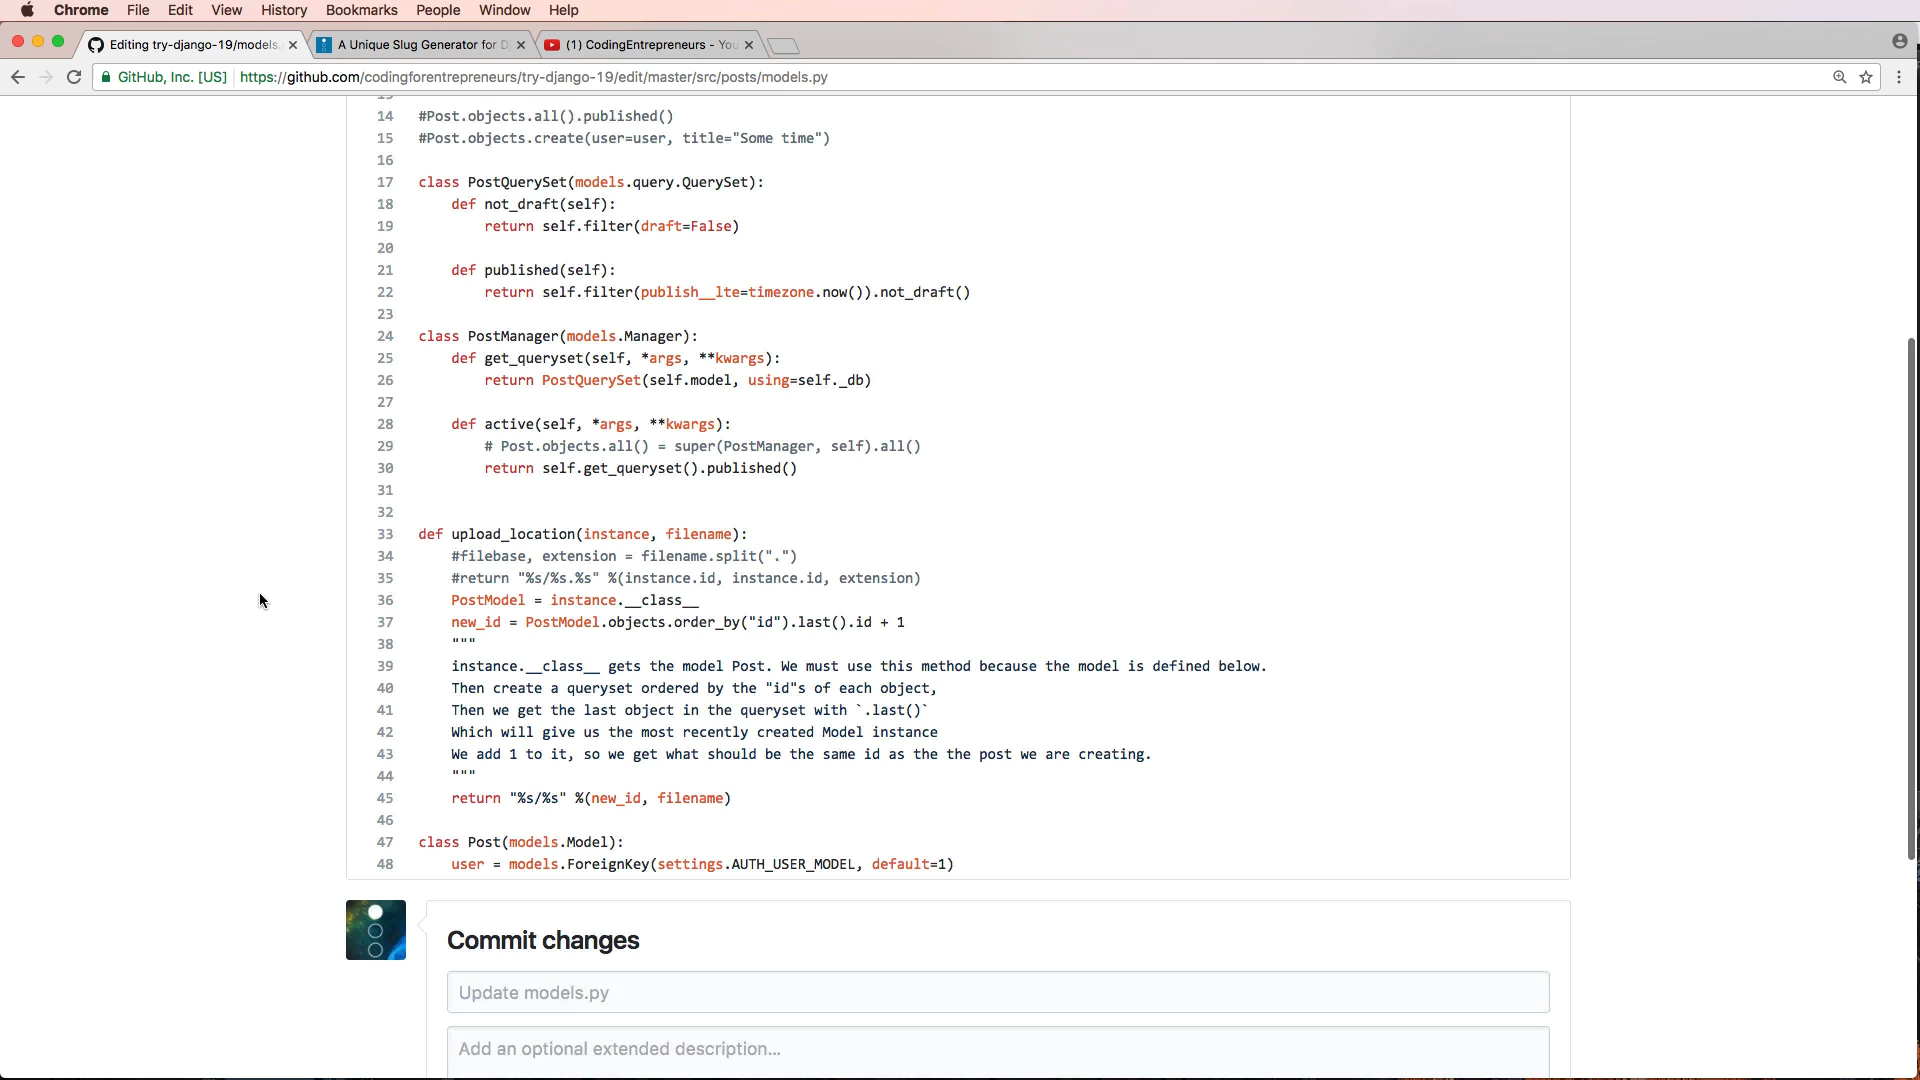 Chrome File Edit View History Bookmarks People Window Help
Editing try-django-19/models. A Unique Slug Generator for D (1) CodingEntrepreneurs - You
GitHub, Inc. [US] https://github.com/codingforentrepreneurs/try-django-19/edit/master/src/posts/models.py
14 #Post.objects.all().published()
15 #Post.objects.create(user=user, title="Some time")
16
17 class PostQuerySet(models.query.QuerySet):
18 def not_draft(self):
19 return self.filter(draft=False)
20
21 def published(self):
22 return self.filter(publish__lte=timezone.now()).not_draft()
23
24 class PostManager(models.Manager):
25 def get_queryset(self, *args, **kwargs):
26 return PostQuerySet(self.model, using=self._db)
27
28 def active(self, *args, **kwargs):
29 # Post.objects.all() = super(PostManager, self).all()
30 return self.get_queryset().published()
31
32
33 def upload_location(instance, filename):
34 #filebase, extension = filename.split(".")
35 #return "%s/%s.%s" %(instance.id, instance.id, extension)
36 PostModel = instance.__class__
37 new_id = PostModel.objects.order_by("id").last().id + 1
38 """
39 instance.__class__ gets the model Post. We must use this method because the model is defined below.
40 Then create a queryset ordered by the "id"s of each object,
41 Then we get the last object in the queryset with `.last()`
42 Which will give us the most recently created Model instance
43 We add 1 to it, so we get what should be the same id as the the post we are creating.
44 """
45 return "%s/%s" %(new_id, filename)
46
47 class Post(models.Model):
48 user = models.ForeignKey(settings.AUTH_USER_MODEL, default=1)
Commit changes
Update models.py
Add an optional extended description...